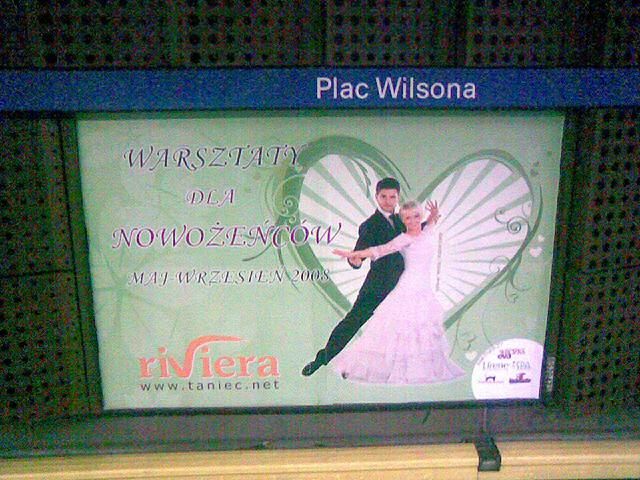 Plac Wilsona
WARSZTATY
DLA
NOWOŻEŃCÓW
MAJ-WRZESIEŃ 2008
riviera
www.taniec.net